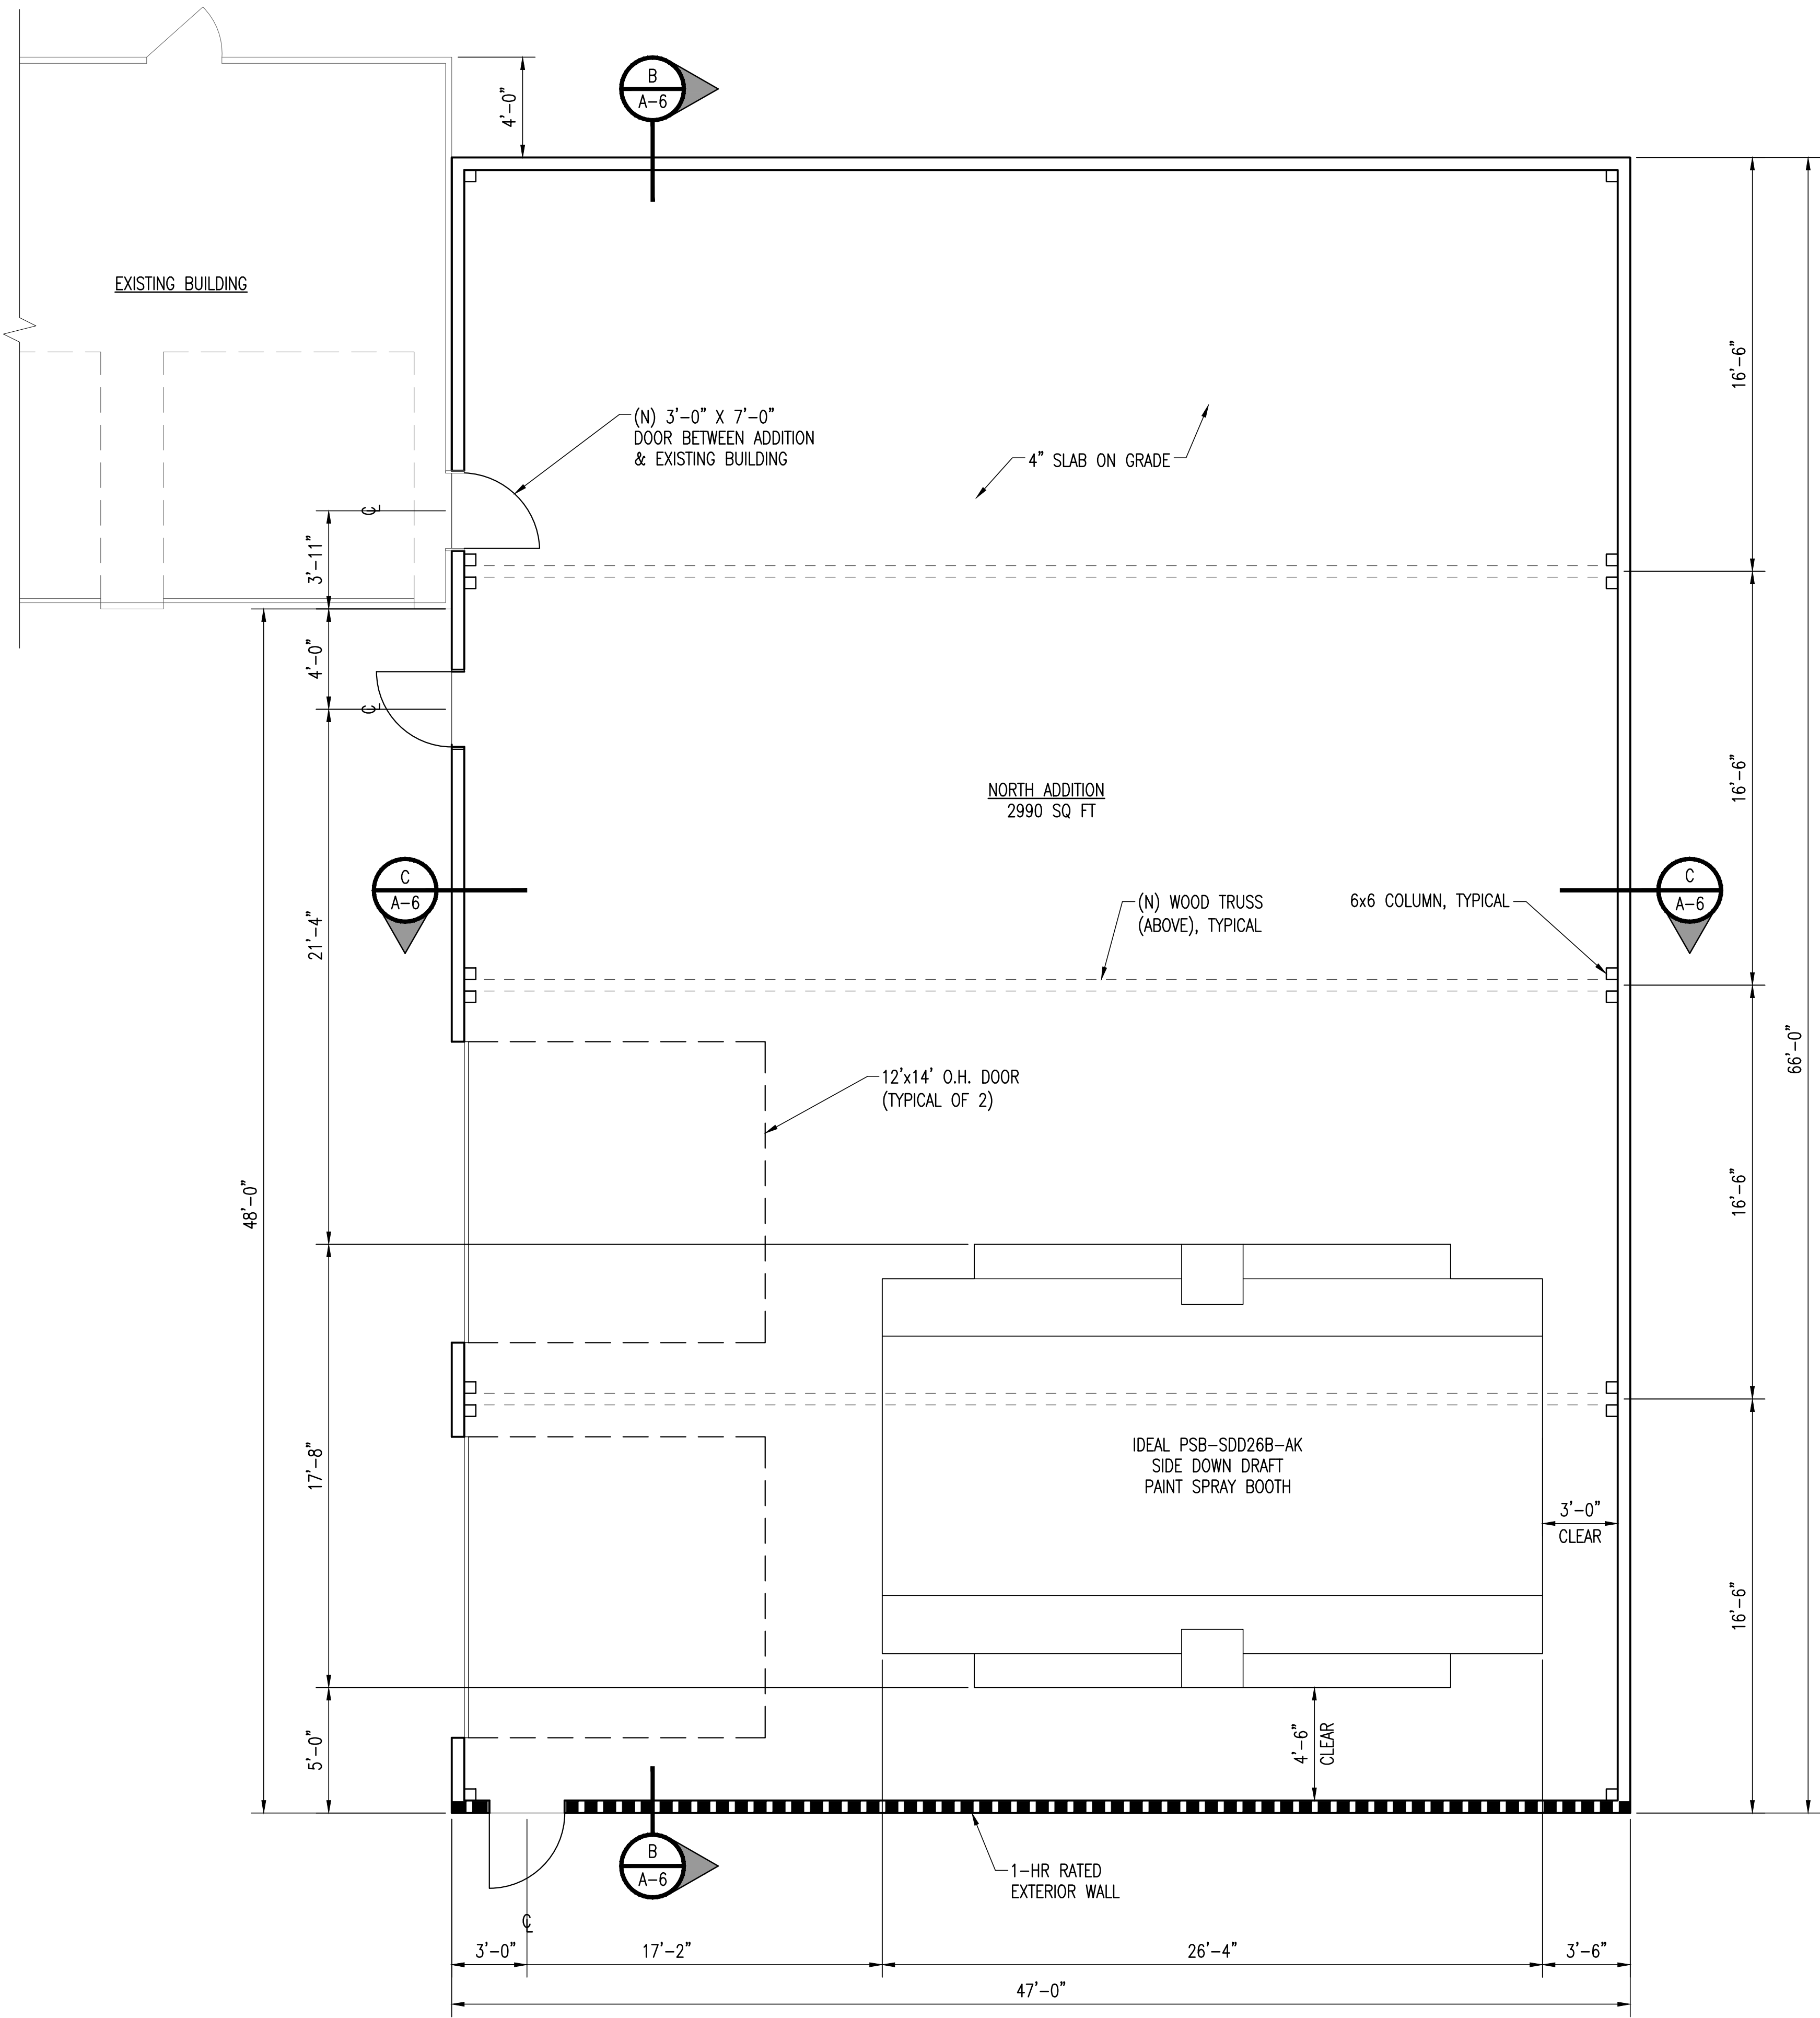 B
A-6
4'-0"
EXISTING BUILDING
16'-6"
(N) 3'-0" X 7'-0"
DOOR BETWEEN ADDITION
& EXISTING BUILDING
4" SLAB ON GRADE
℄
3'-11"
4'-0"
℄
16'-6"
NORTH ADDITION
2990 SQ FT
C
A-6
21'-4"
(N) WOOD TRUSS
(ABOVE), TYPICAL
6x6 COLUMN, TYPICAL
C
A-6
66'-0"
12'x14' O.H. DOOR
(TYPICAL OF 2)
48'-0"
16'-6"
17'-8"
IDEAL PSB-SDD26B-AK
SIDE DOWN DRAFT
PAINT SPRAY BOOTH
3'-0"
CLEAR
16'-6"
5'-0"
4'-6"
CLEAR
B
A-6
1-HR RATED
EXTERIOR WALL
℄
3'-0"
17'-2"
26'-4"
3'-6"
47'-0"